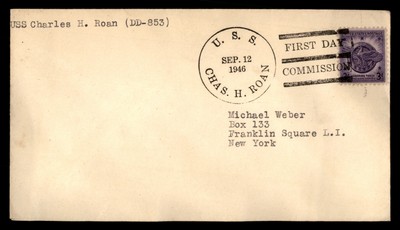 USS Charles H. Roan (DD-853)
U. S. S.
SEP. 12
1946
CHAS. H. ROAN
FIRST DAY
COMMISSION
3
Michael Weber
Box 133
Franklin Square L.I.
New York